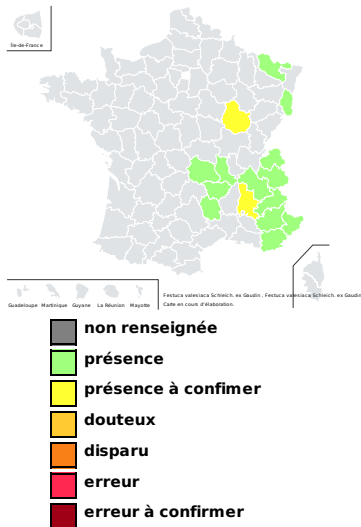 Île-de-France
Guadeloupe Martinique Guyane La Réunion Mayotte
Festuca valesiaca Schleich. ex Gaudin , Festuca valesiaca Schleich. ex Gaudin
Carte en cours d'élaboration.
non renseignée
présence
présence à confimer
douteux
disparu
erreur
erreur à confirmer